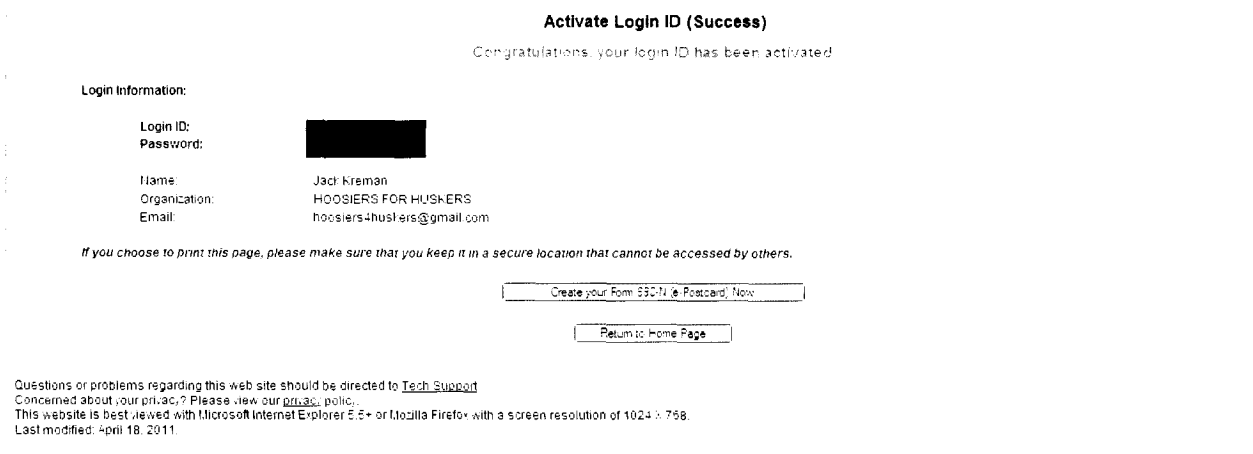 Activate Login ID (Success)
Congratulations, your login ID has been activated
Login Information:
Login ID:
Password:
Name: Jack Kreman
Organization: HOOSIERS FOR HUSKERS
Email: hoosiers4huskers@gmail.com
If you choose to print this page, please make sure that you keep it in a secure location that cannot be accessed by others.
Create your Form 990-N (e-Postcard) Now
Return to Home Page
Questions or problems regarding this web site should be directed to Tech Support
Concerned about your privacy? Please view our privacy policy.
This website is best viewed with Microsoft Internet Explorer 5.5+ or Mozilla Firefox with a screen resolution of 1024 X 768.
Last modified: April 18, 2011.